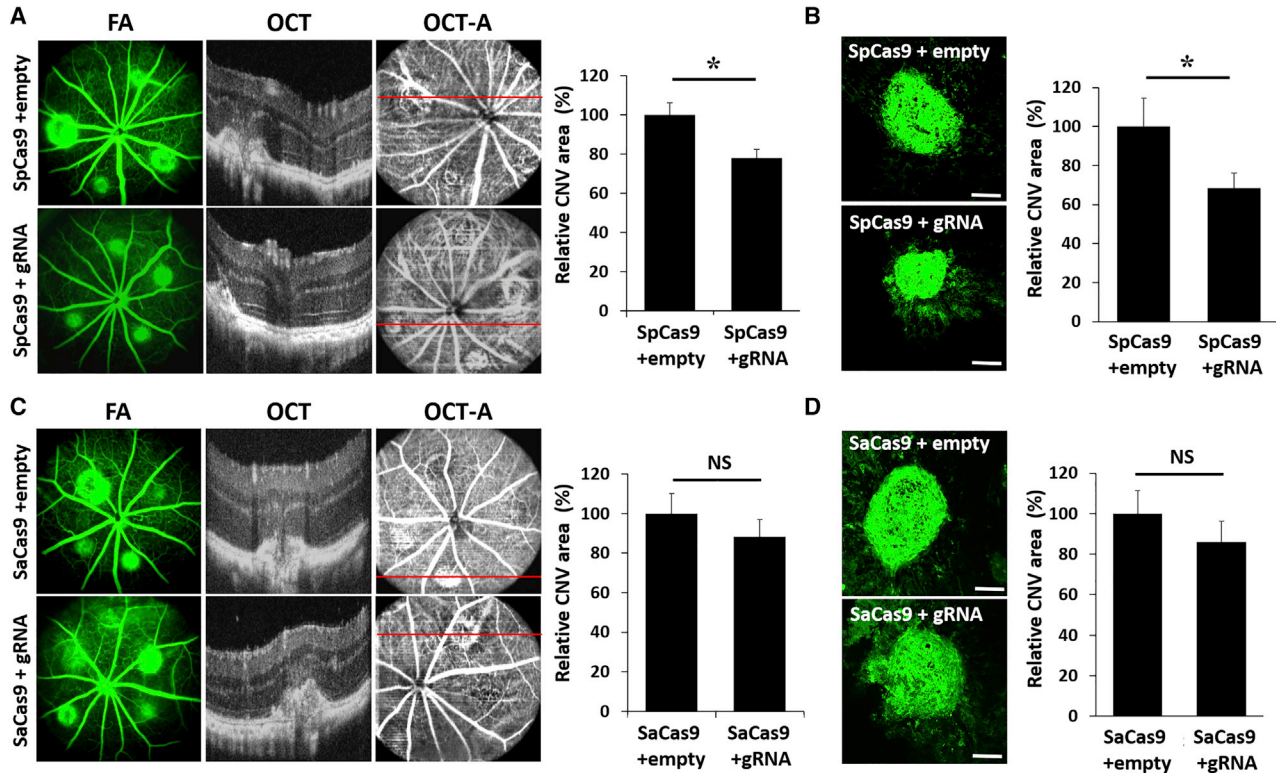 A
FA
OCT
OCT-A
SpCas9 +empty
SpCas9 + gRNA
Relative CNV area (%)
120
100
80
60
40
20
0
*
SpCas9
+empty
SpCas9
+gRNA
B
SpCas9 + empty
SpCas9 + gRNA
Relative CNV area (%)
120
100
80
60
40
20
0
*
SpCas9
+empty
SpCas9
+gRNA
C
FA
OCT
OCT-A
SaCas9 +empty
SaCas9 + gRNA
Relative CNV area (%)
120
100
80
60
40
20
0
NS
SaCas9
+empty
SaCas9
+gRNA
D
SaCas9 + empty
SaCas9 + gRNA
Relative CNV area (%)
120
100
80
60
40
20
0
NS
SaCas9
+empty
SaCas9
+gRNA